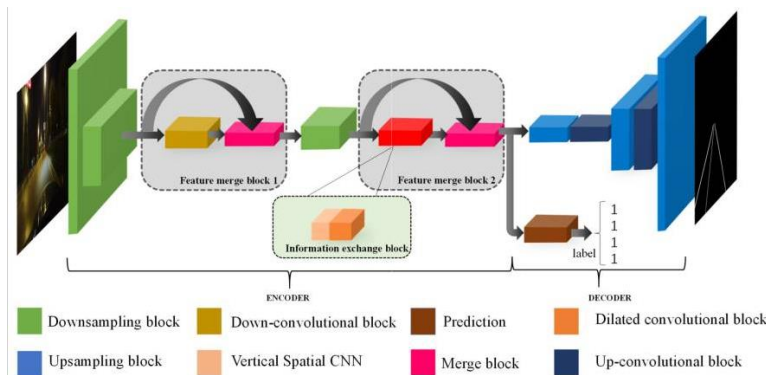 Feature merge block 1
Feature merge block 2
Information exchange block
label
1
1
1
1
ENCODER
DECODER
Downsampling block
Down-convolutional block
Prediction
Dilated convolutional block
Upsampling block
Vertical Spatial CNN
Merge block
Up-convolutional block